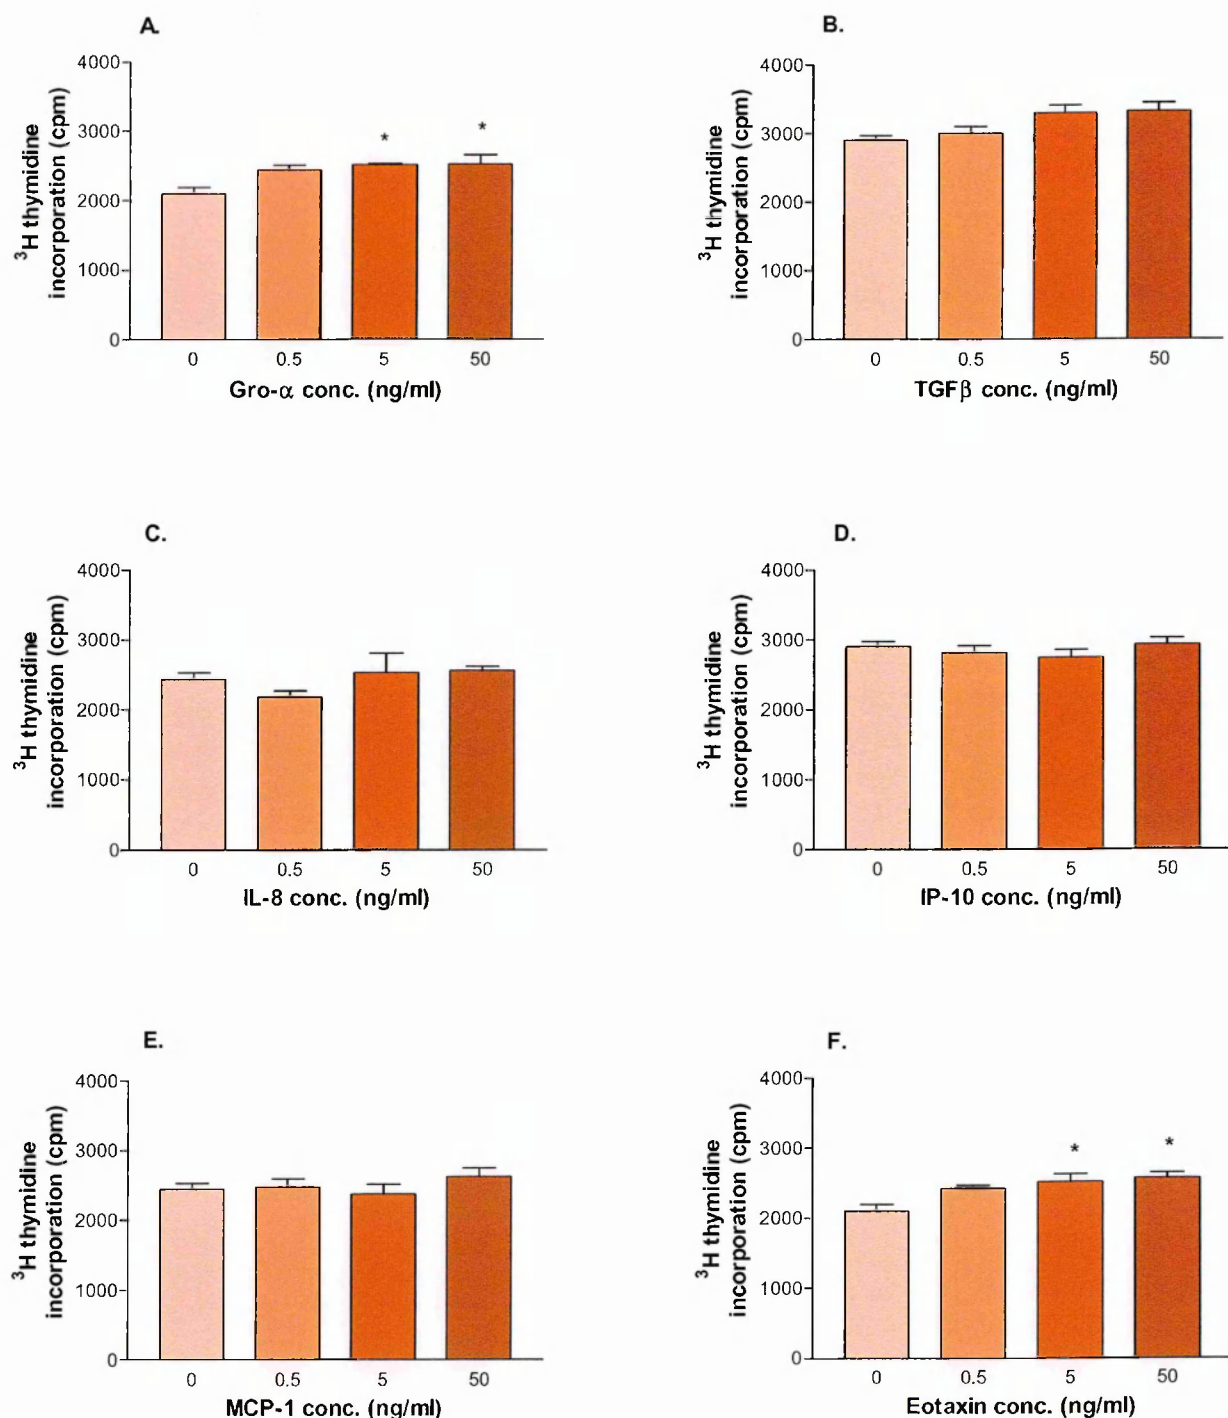 A.
³H thymidine
incorporation (cpm)
4000
3000
2000
1000
0
*
*
0 0.5 5 50
Gro-α conc. (ng/ml)
B.
³H thymidine
incorporation (cpm)
4000
3000
2000
1000
0
0 0.5 5 50
TGFβ conc. (ng/ml)
C.
³H thymidine
incorporation (cpm)
4000
3000
2000
1000
0
0 0.5 5 50
IL-8 conc. (ng/ml)
D.
³H thymidine
incorporation (cpm)
4000
3000
2000
1000
0
0 0.5 5 50
IP-10 conc. (ng/ml)
E.
³H thymidine
incorporation (cpm)
4000
3000
2000
1000
0
0 0.5 5 50
MCP-1 conc. (ng/ml)
F.
³H thymidine
incorporation (cpm)
4000
3000
2000
1000
0
*
*
0 0.5 5 50
Eotaxin conc. (ng/ml)